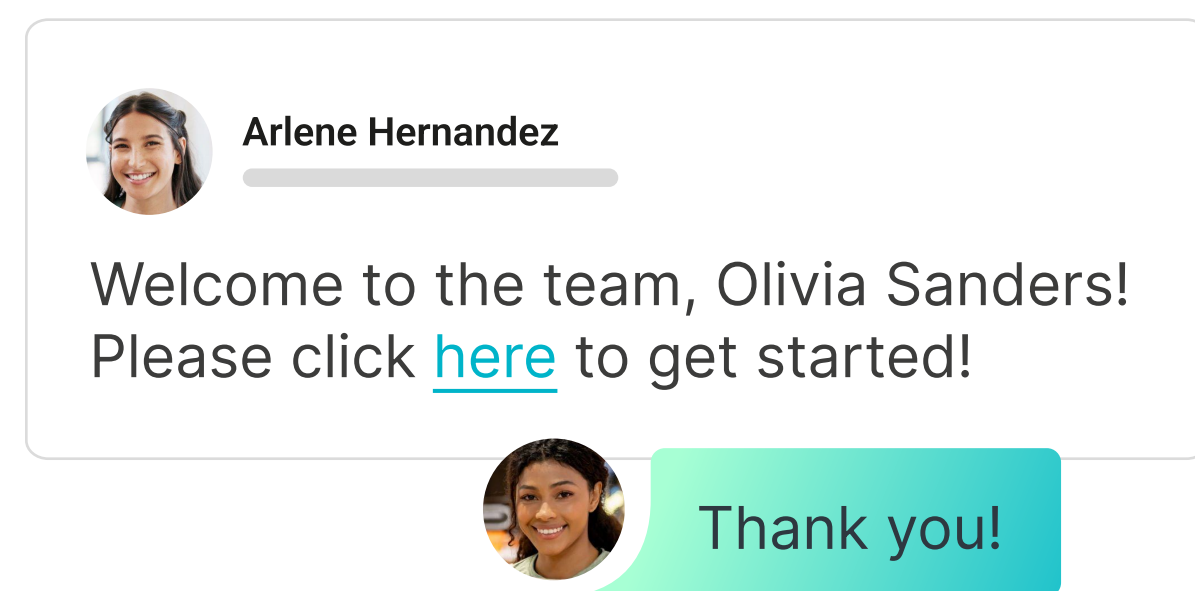 Arlene Hernandez
Welcome to the team, Olivia Sanders!
Please click here to get started!
Thank you!